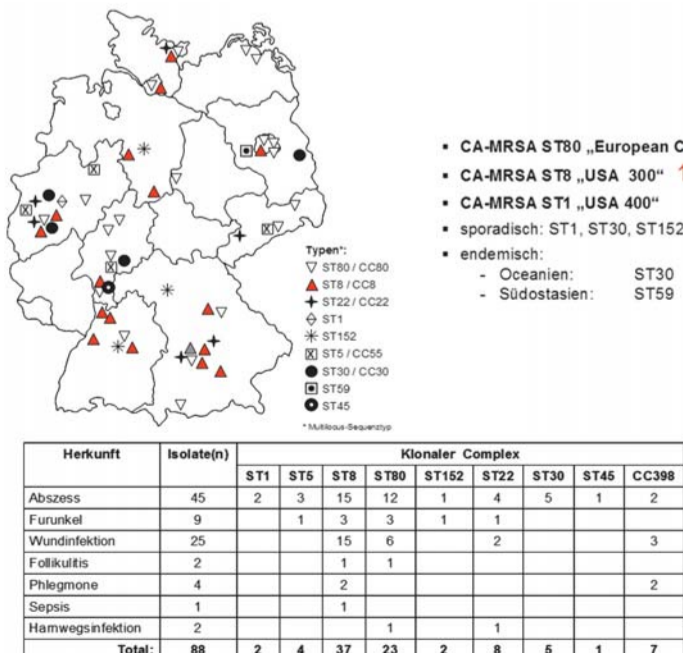 ▪ CA-MRSA ST80 „European C
▪ CA-MRSA ST8 „USA 300“
▪ CA-MRSA ST1 „USA 400“
▪ sporadisch: ST1, ST30, ST152
▪ endemisch:
- Oceanien: ST30
- Südostasien: ST59
Typen*:
ST80 / CC80
ST8 / CC8
ST22 / CC22
ST1
ST152
ST5 / CC55
ST30 / CC30
ST59
ST45
* Multilocus-Sequenztyp
Herkunft Isolate(n) Klonaler Complex
ST1 ST5 ST8 ST80 ST152 ST22 ST30 ST45 CC398
Abszess 45 2 3 15 12 1 4 5 1 2
Furunkel 9 1 3 3 1 1
Wundinfektion 25 15 6 2 3
Follikulitis 2 1 1
Phlegmone 4 2 2
Sepsis 1 1
Harnwegsinfektion 2 1 1
Total: 88 2 4 37 23 2 8 5 1 7